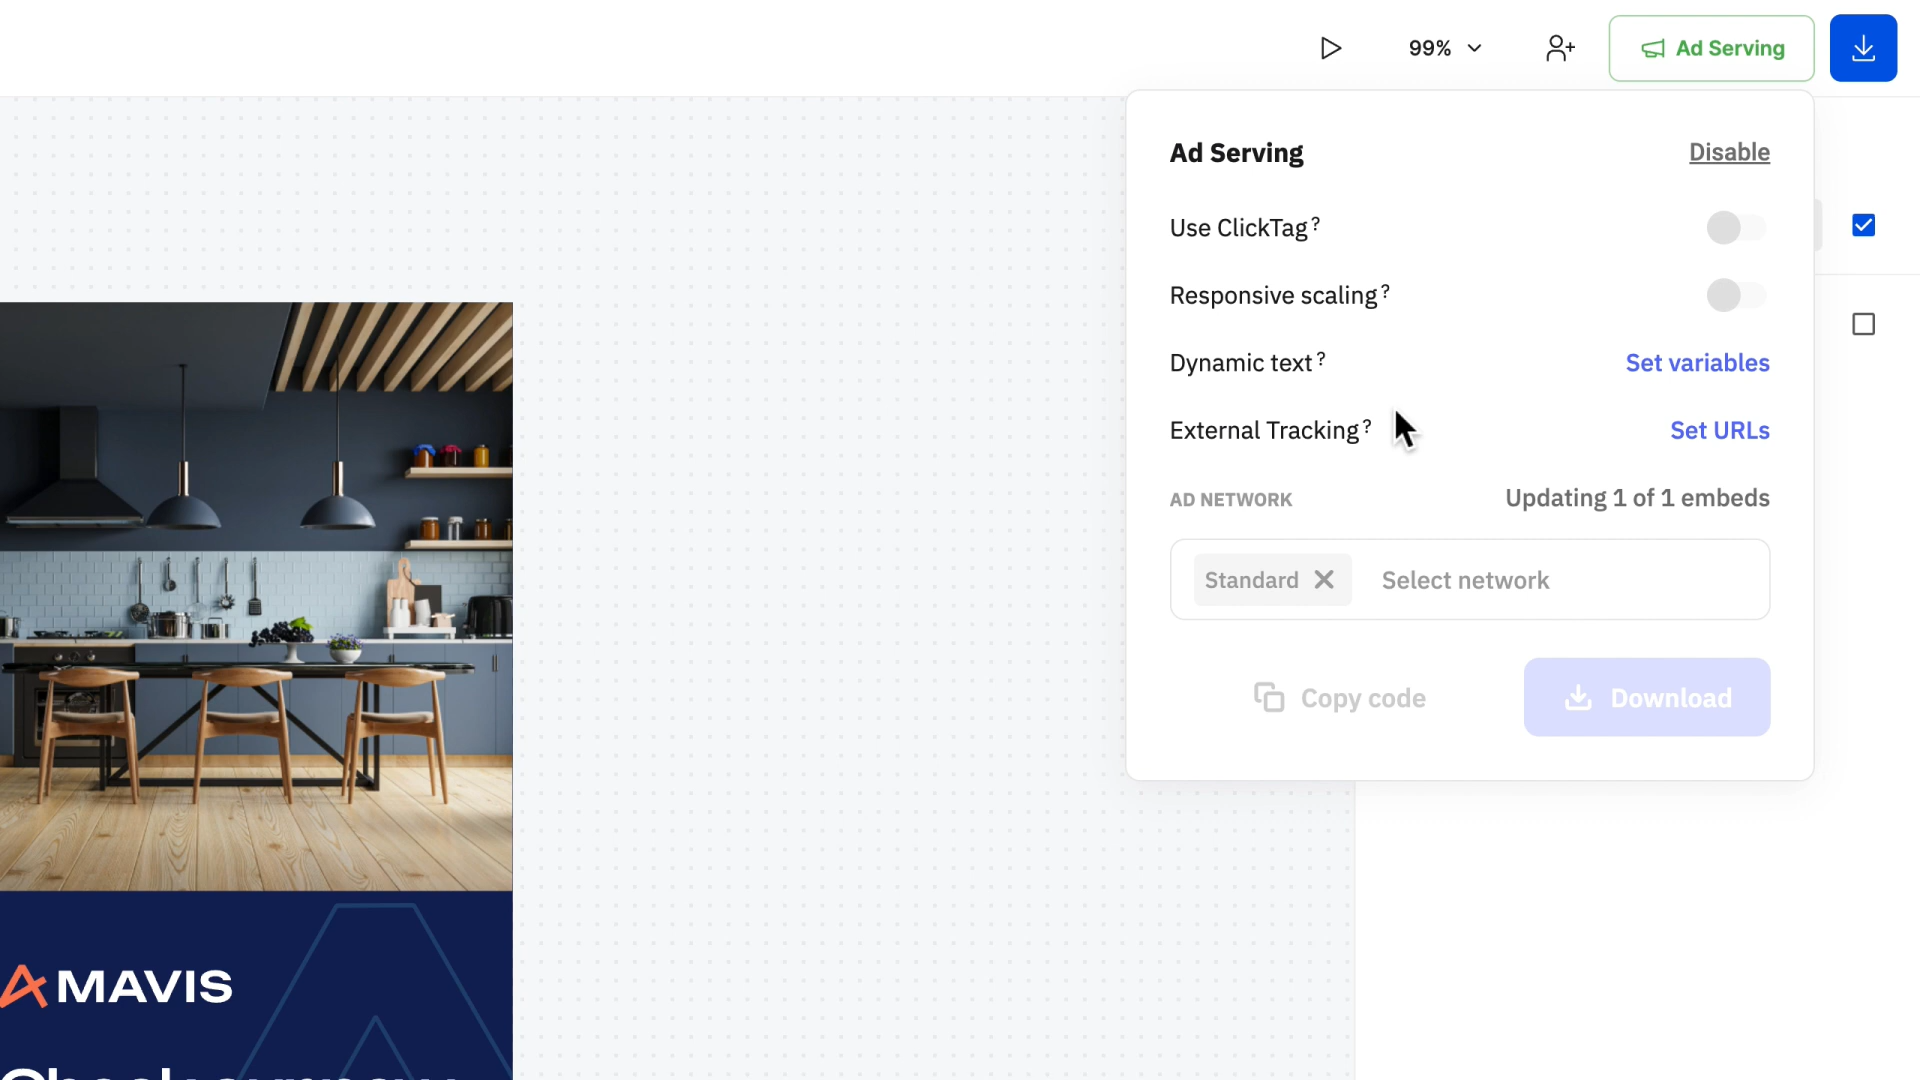 99%
Ad Serving
Ad Serving
Disable
Use ClickTag?
Responsive scaling?
Dynamic text?
Set variables
External Tracking?
Set URLs
AD NETWORK
Updating 1 of 1 embeds
Standard
Select network
Copy code
Download
MAVIS